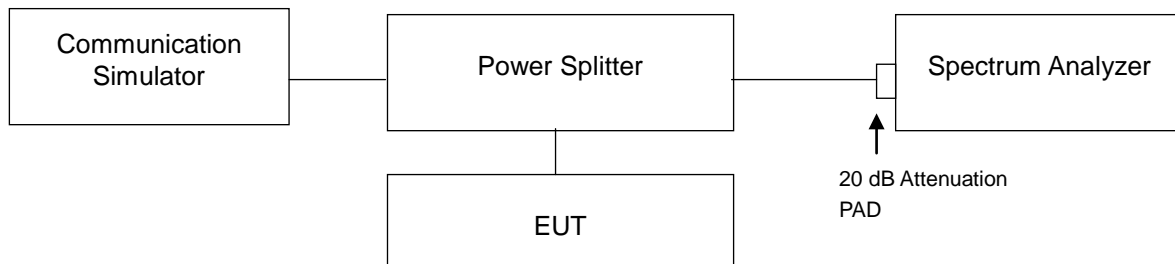 Communication
Simulator
Power Splitter
Spectrum Analyzer
20 dB Attenuation
PAD
EUT